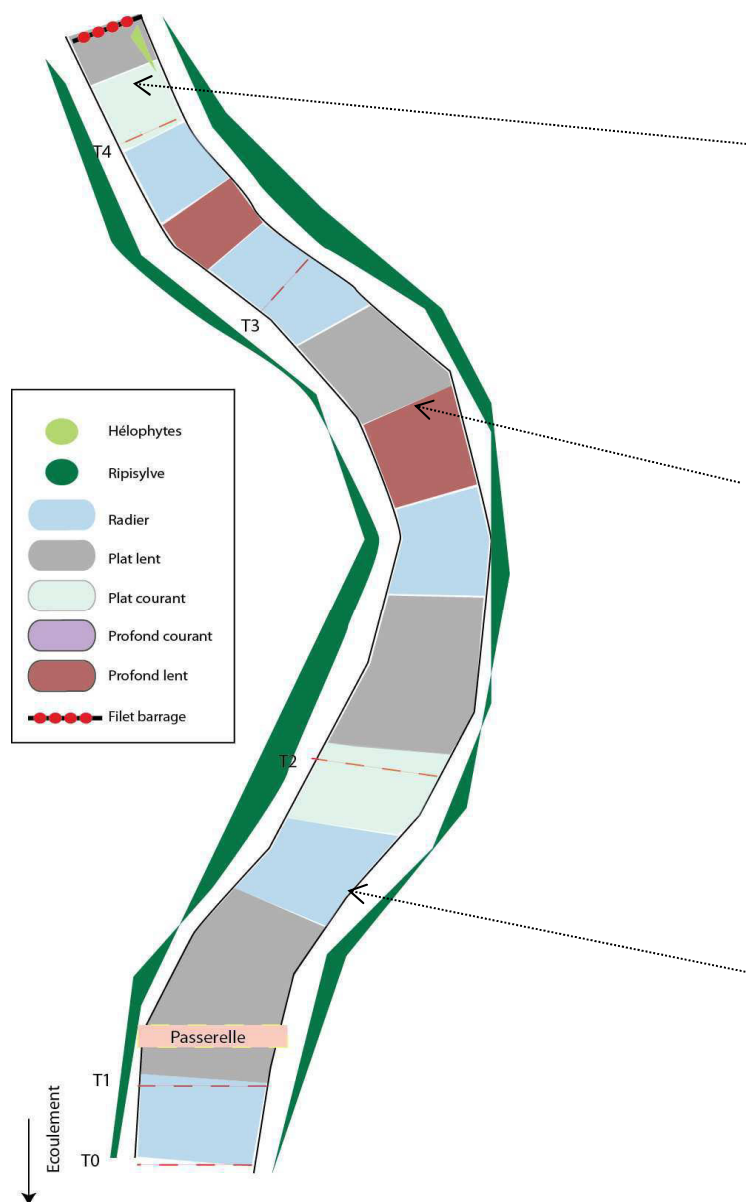 T4
T3
Hélophytes
Ripisylve
Radier
Plat lent
Plat courant
Profond courant
Profond lent
Filet barrage
T2
Passerelle
T1
T0
Ecoulement